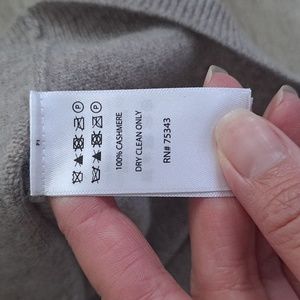 100% CASHMERE
DRY CLEAN ONLY
RN# 75343